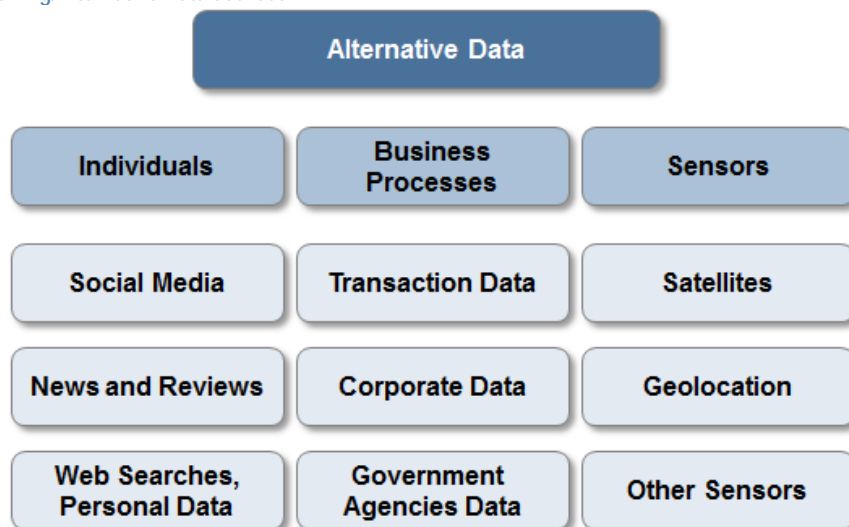 Alternative Data
Individuals
Business
Processes
Sensors
Social Media
Transaction Data
Satellites
News and Reviews
Corporate Data
Geolocation
Web Searches,
Personal Data
Government
Agencies Data
Other Sensors